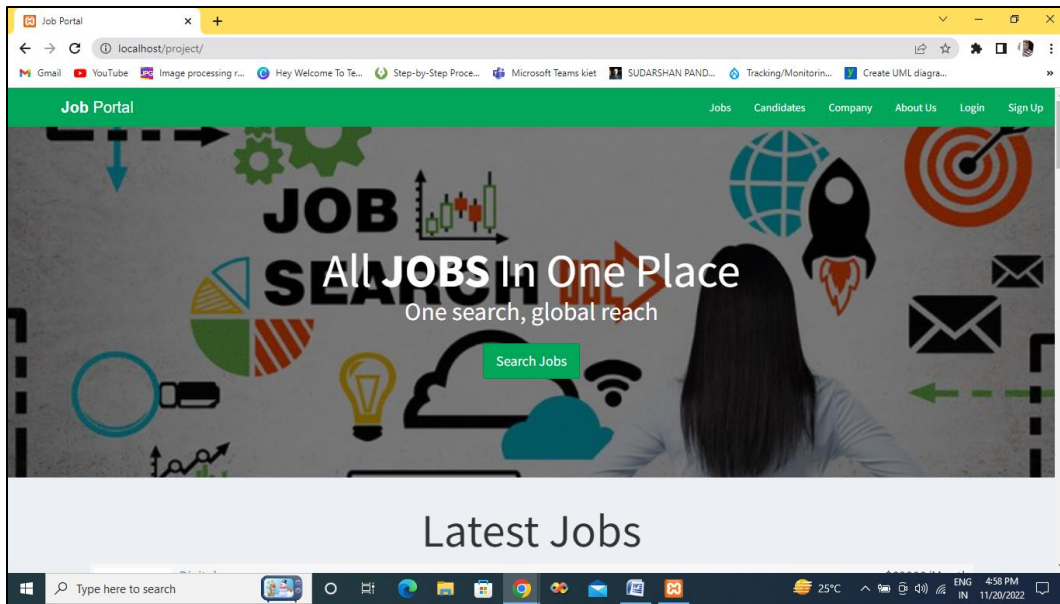 Job Portal
localhost/project/
Gmail YouTube Image processing r... Hey Welcome To Te... Step-by-Step Proce... Microsoft Teams kiet SUDARSHAN PAND... Tracking/Monitorin... Create UML diagra...
Job Portal Jobs Candidates Company About Us Login Sign Up
JOB
SEARCH
All JOBS In One Place
One search, global reach
Search Jobs
Latest Jobs
Type here to search 25°C ENG 4:58 PM
IN 11/20/2022